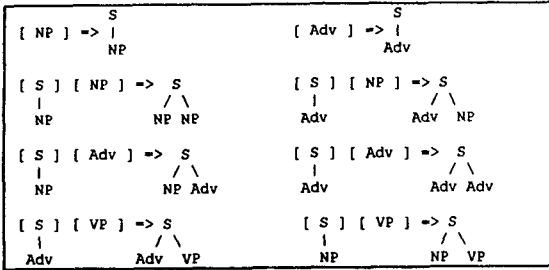 S
[ NP ] => | [ Adv ] => S
NP Adv
[ S ] [ NP ] => S [ S ] [ NP ] => S
NP NP NP Adv Adv NP
[ S ] [ Adv ] => S [ S ] [ Adv ] => S
NP NP Adv Adv Adv Adv
[ S ] [ VP ] => S [ S ] [ VP ] => S
Adv Adv VP NP NP VP